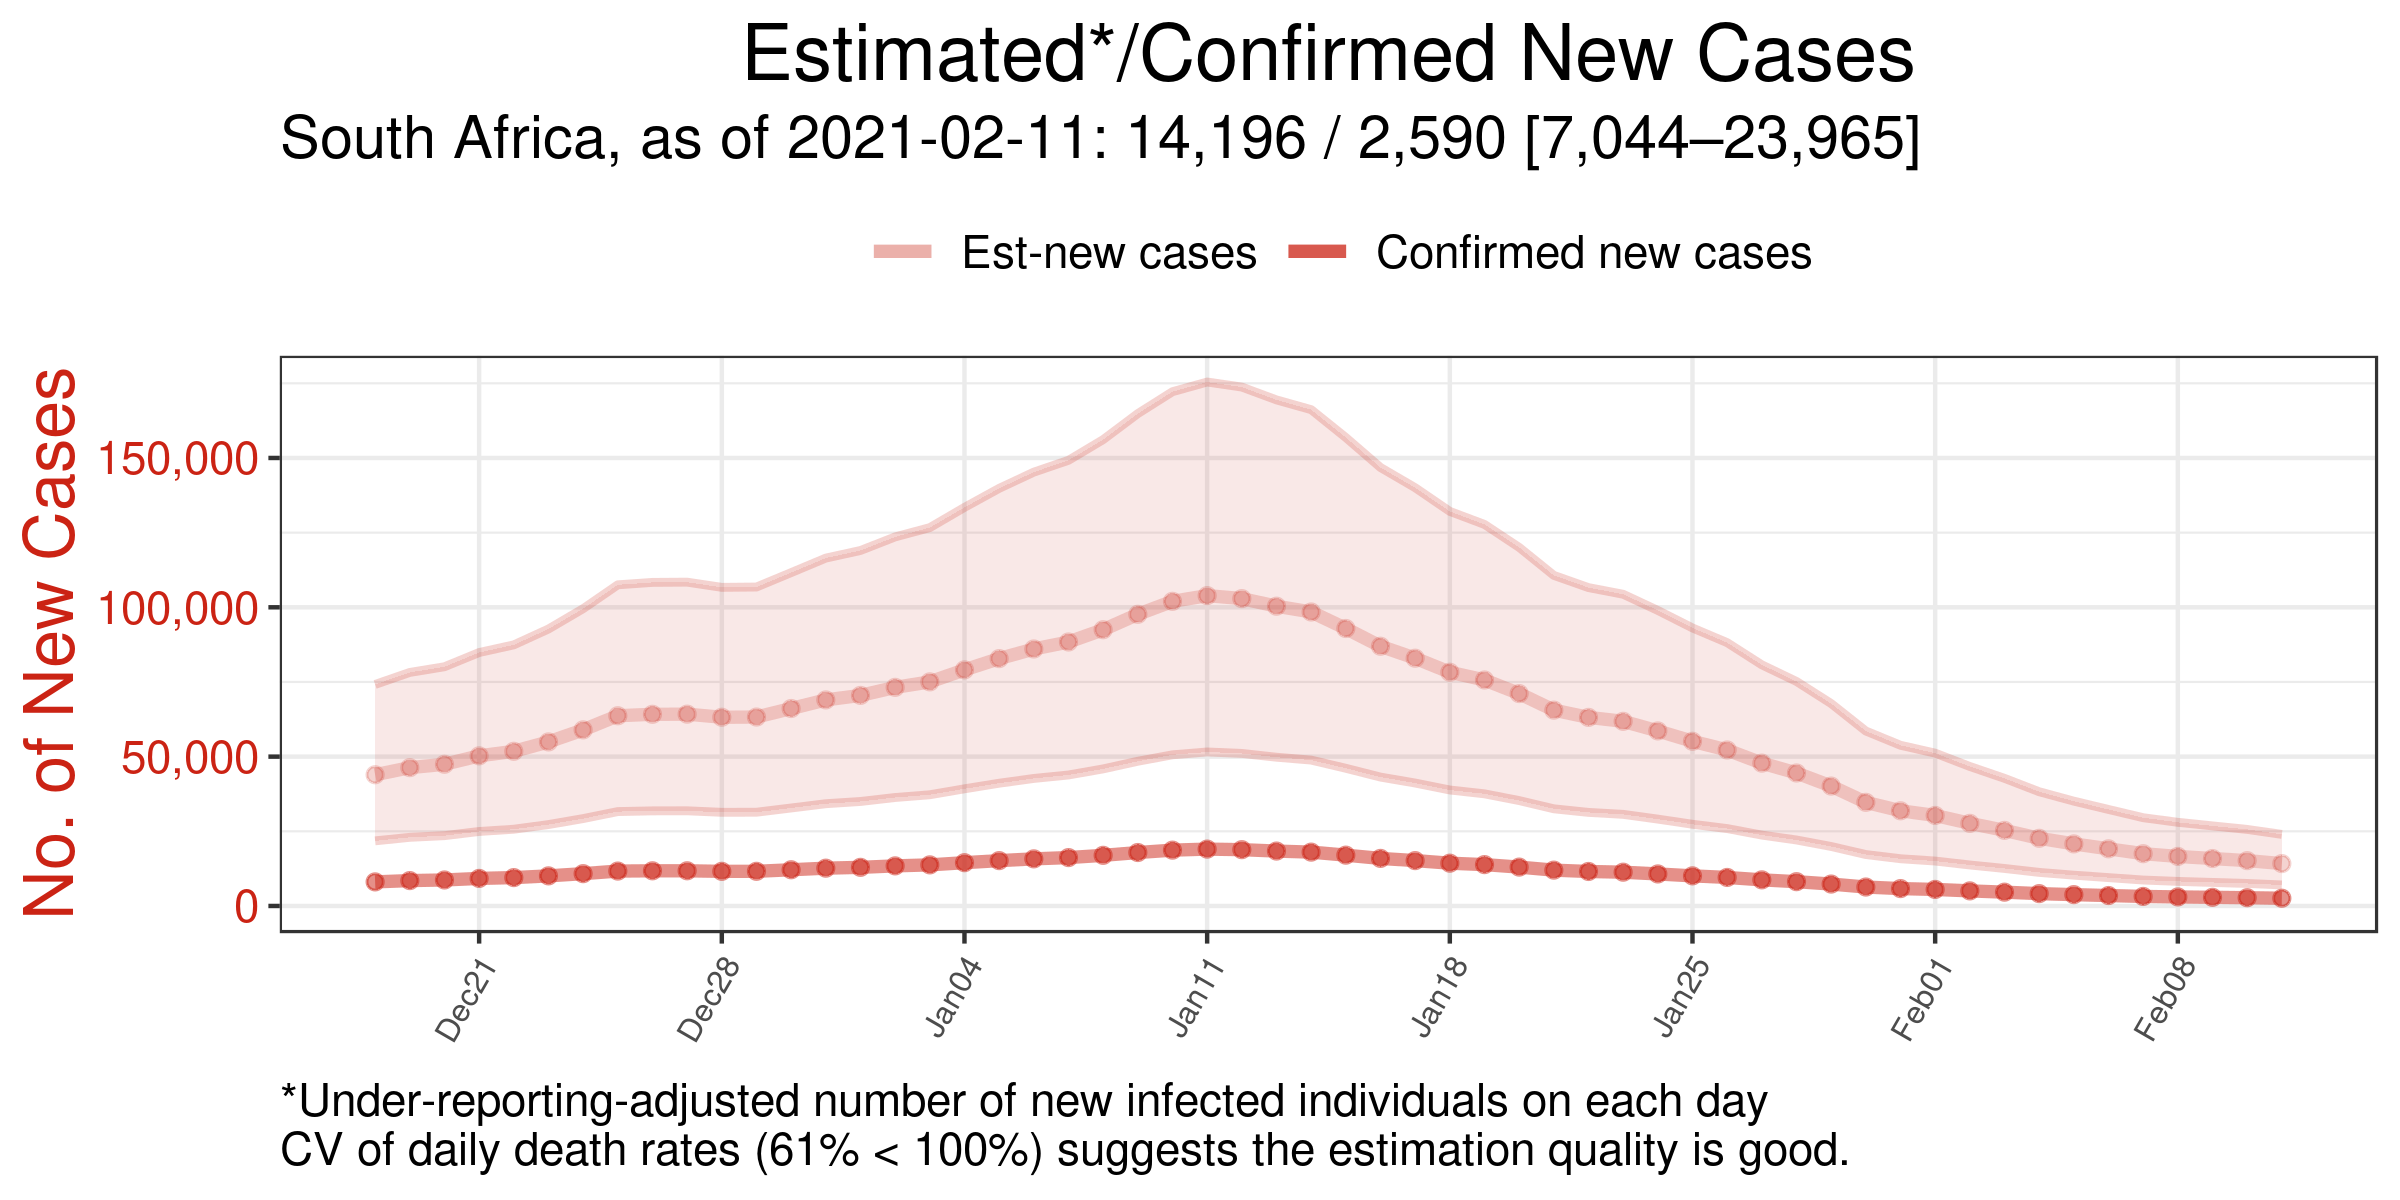 Estimated*/Confirmed New Cases
South Africa, as of 2021-02-11: 14,196 / 2,590 [7,044–23,965]
Est-new cases
Confirmed new cases
No. of New Cases
150,000
100,000
50,000
0
Dec21
Dec28
Jan04
Jan11
Jan18
Jan25
Feb01
Feb08
*Under-reporting-adjusted number of new infected individuals on each day
CV of daily death rates (61% < 100%) suggests the estimation quality is good.